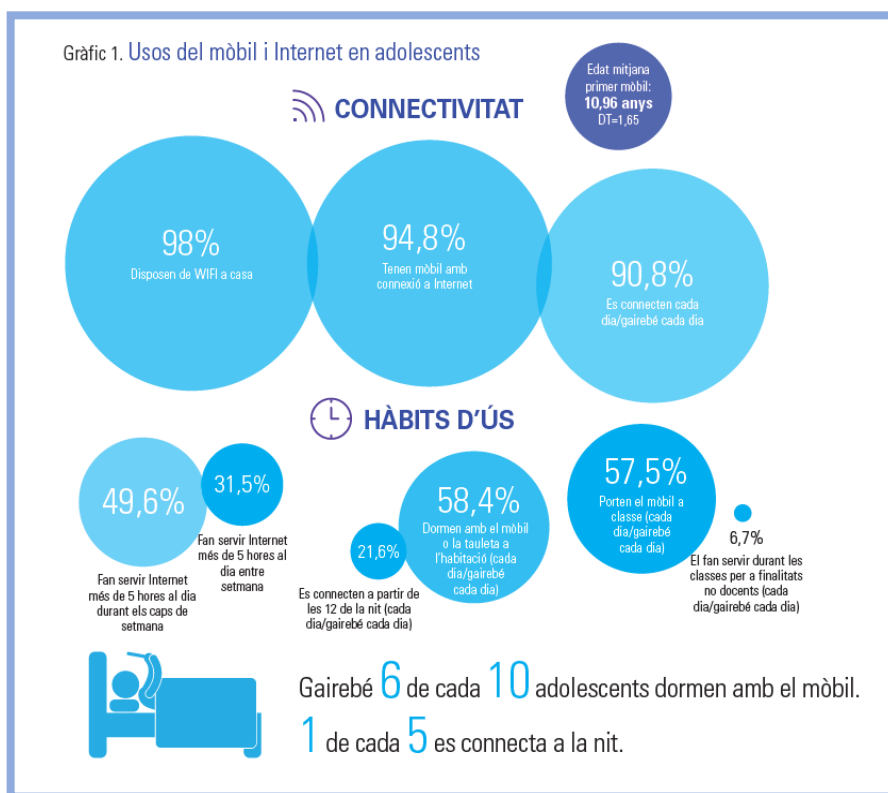 Gràfic 1. Usos del mòbil i Internet en adolescents
Edat mitjana
primer mòbil:
10,96 anys
DT=1,65
CONNECTIVITAT
98%
Disposen de WIFI a casa
94,8%
Tenen mòbil amb
connexió a Internet
90,8%
Es connecten cada
dia/gairebé cada dia
HÀBITS D'ÚS
49,6%
Fan servir Internet
més de 5 hores al dia
durant els caps de
setmana
31,5%
Fan servir Internet
més de 5 hores al
dia entre
setmana
21,6%
Es connecten a partir de
les 12 de la nit (cada
dia/gairebé cada dia)
58,4%
Dormen amb el mòbil
o la tauleta a
l'habitació (cada
dia/gairebé
cada dia)
57,5%
Porten el mòbil a
classe (cada
dia/gairebé
cada dia)
6,7%
El fan servir durant les
classes per a finalitats
no docents (cada
dia/gairebé cada dia)
Gairebé 6 de cada 10 adolescents dormen amb el mòbil.
1 de cada 5 es connecta a la nit.